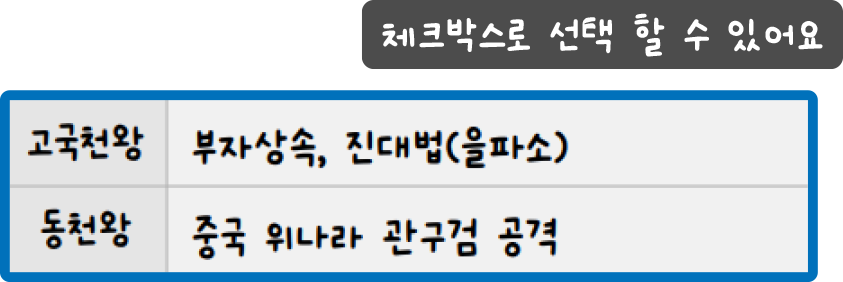 체크박스로 선택 할 수 있어요
고국천왕 부자상속, 진대법(을파소)
동천왕 중국 위나라 관구검 공격